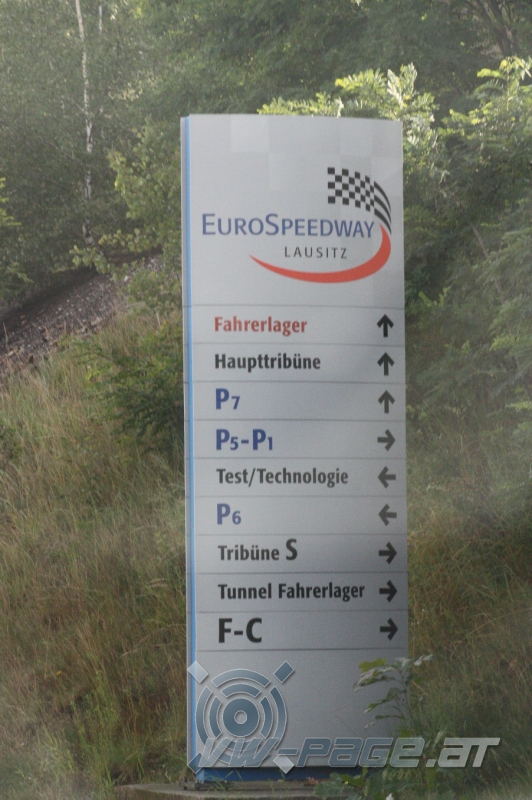 EUROSPEEDWAY
LAUSITZ
Fahrerlager
Haupttribüne
P7
P5-P1
Test/Technologie
P6
Tribüne S
Tunnel Fahrerlager
F-C
VW-PAGE.AT